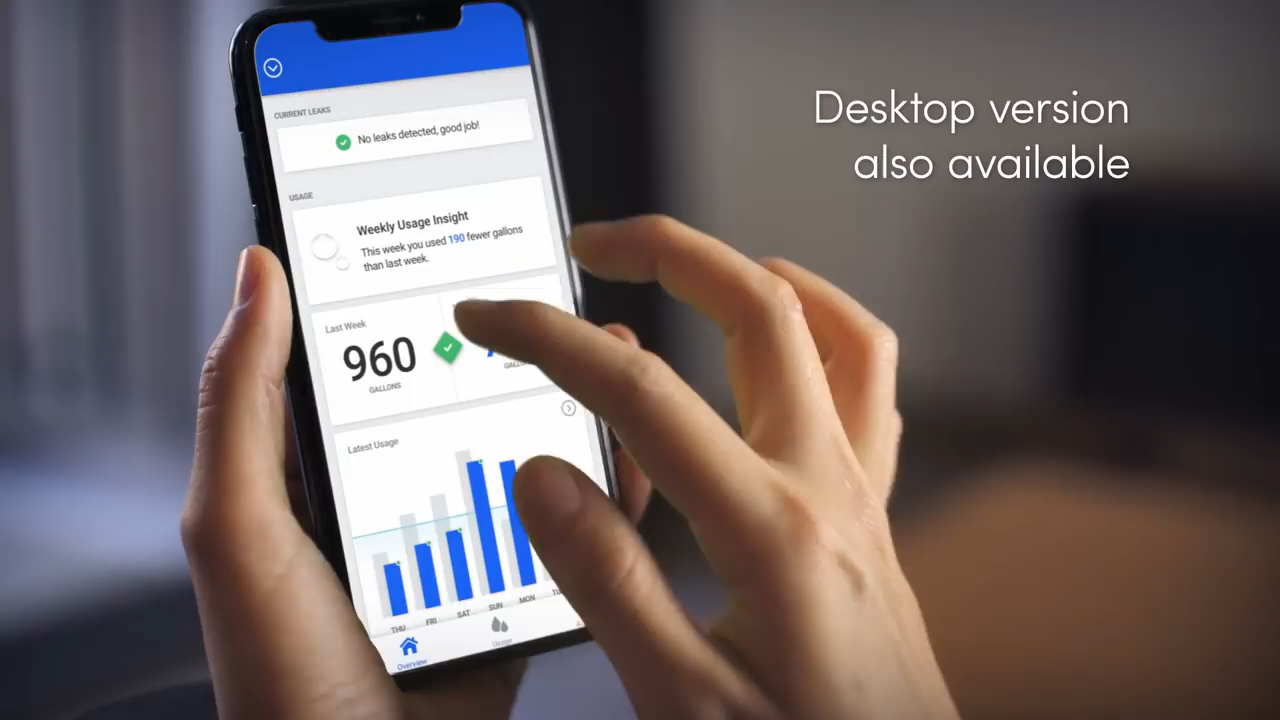 Desktop version
also available
CURRENT LEAKS
No leaks detected, good job!
USAGE
Weekly Usage Insight
This week you used 190 fewer gallons
than last week.
Last Week
960
GALLONS
Latest Usage
THU FRI SAT SUN MON
Overview
Usage